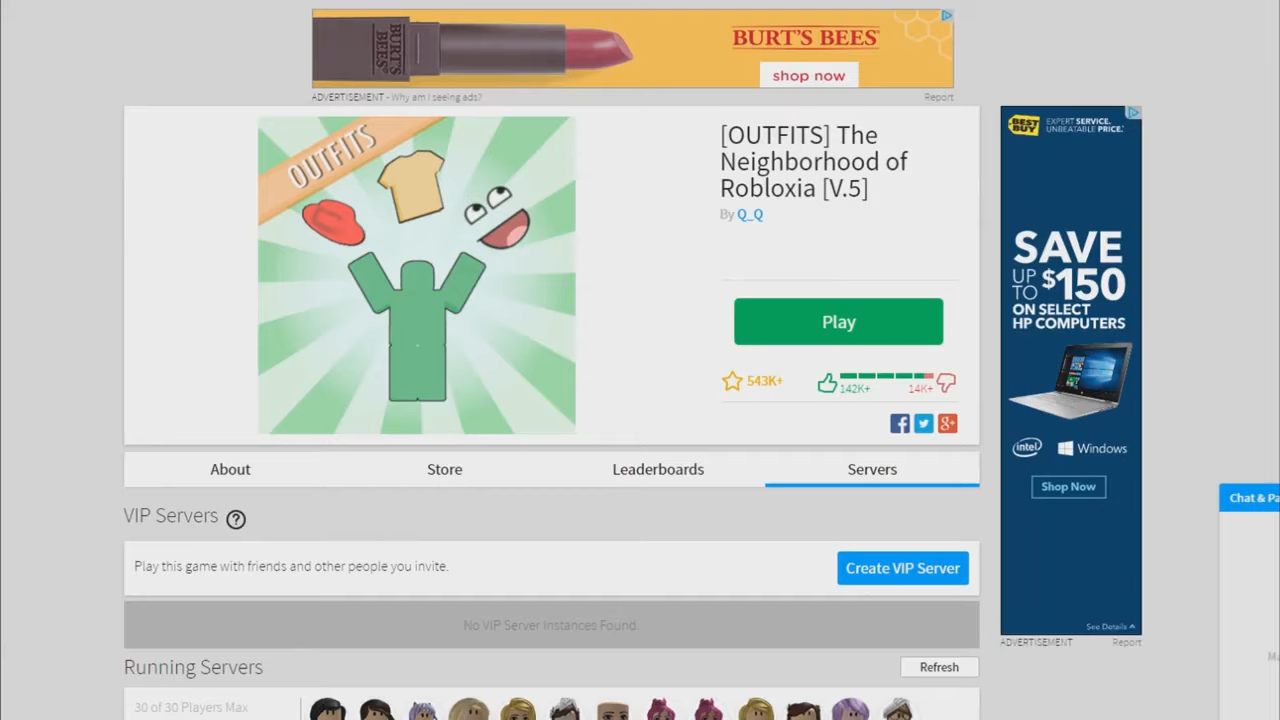 BURT'S BEES
BURT'S BEES
shop now
ADVERTISEMENT - Why am I seeing ads?
Report
OUTFITS
[OUTFITS] The
Neighborhood of
Robloxia [V.5]
By Q_Q
Play
543K+
142K+
14K+
BEST BUY
EXPERT SERVICE.
UNBEATABLE PRICE.
SAVE
UP TO $150
ON SELECT
HP COMPUTERS
intel
Windows
Shop Now
See Details
ADVERTISEMENT
Report
About
Store
Leaderboards
Servers
VIP Servers ?
Play this game with friends and other people you invite.
Create VIP Server
No VIP Server Instances Found.
Running Servers
Refresh
30 of 30 Players Max
Chat & Pa